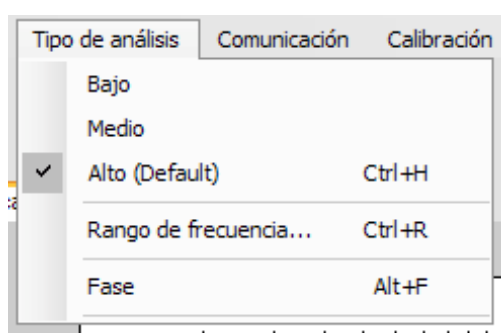 Tipo de análisis Comunicación Calibración
Bajo
Medio
Alto (Default) Ctrl+H
Rango de frecuencia... Ctrl+R
Fase Alt+F